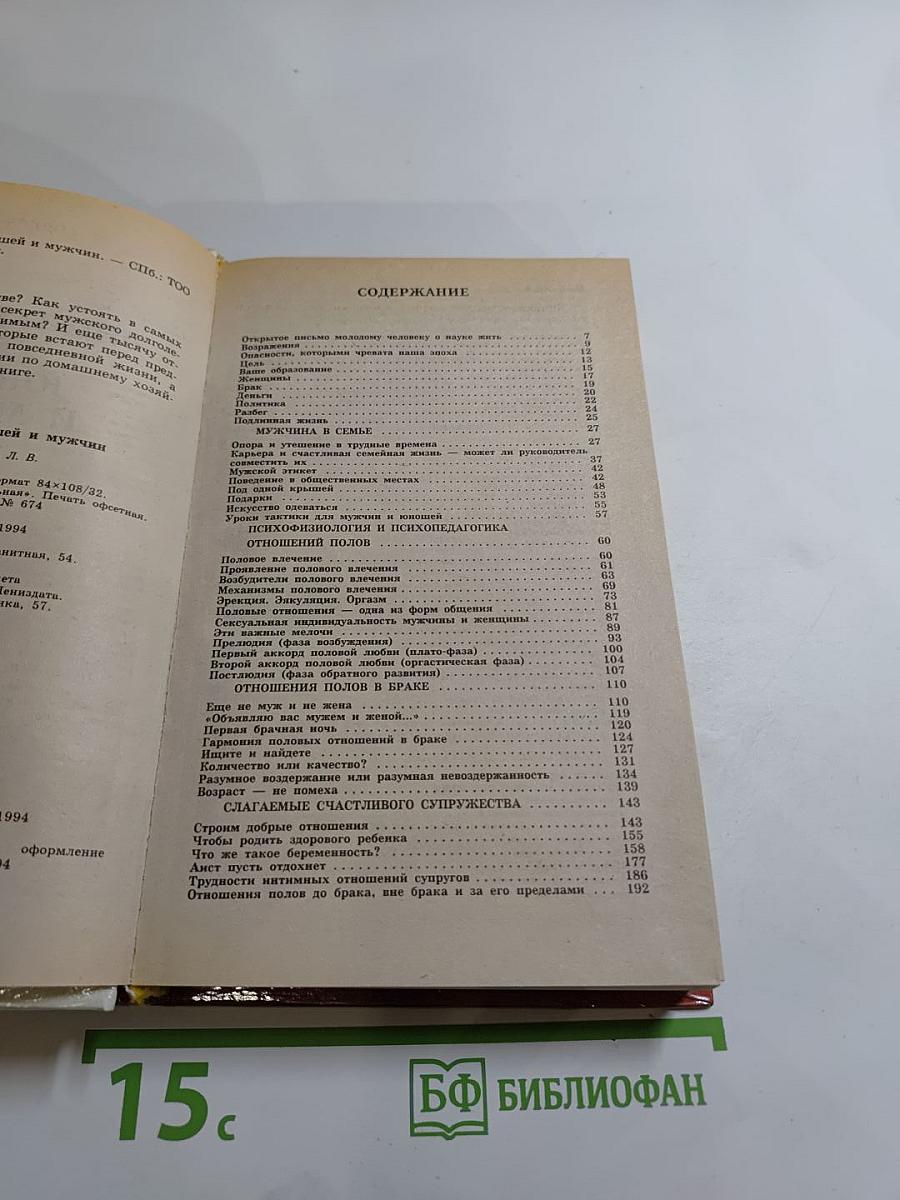 шей и мужчин. — СПб.: ТОО
ве? Как устоять в самых
секрет мужского долголе-
имым? И еще тысячу от-
торые встают перед пред-
повседневной жизни, а
ии по домашнему хозяй-
ниге.
шей и мужчин
Л. В.
ормат 84×108/32.
льная». Печать офсетная.
№ 674
1994
нитная, 54.
ета
Лениздата.
нка, 57.
1994
оформление
94
СОДЕРЖАНИЕ
Открытое письмо молодому человеку о науке жить . . . . . . . . . . 7
Возражения . . . . . . . . . . 9
Опасности, которыми чревата наша эпоха . . . . . . . . . . 12
Цель . . . . . . . . . . 13
Ваше образование . . . . . . . . . . 15
Женщины . . . . . . . . . . 17
Брак . . . . . . . . . . 19
Деньги . . . . . . . . . . 20
Политика . . . . . . . . . . 22
Разбег . . . . . . . . . . 24
Подлинная жизнь . . . . . . . . . . 25
МУЖЧИНА В СЕМЬЕ . . . . . . . . . . 27
Опора и утешение в трудные времена . . . . . . . . . . 27
Карьера и счастливая семейная жизнь — может ли руководитель
совместить их . . . . . . . . . . 37
Мужской этикет . . . . . . . . . . 42
Поведение в общественных местах . . . . . . . . . . 42
Под одной крышей . . . . . . . . . . 48
Подарки . . . . . . . . . . 53
Искусство одеваться . . . . . . . . . . 55
Уроки тактики для мужчин и юношей . . . . . . . . . . 57
ПСИХОФИЗИОЛОГИЯ И ПСИХОПЕДАГОГИКА
ОТНОШЕНИЙ ПОЛОВ . . . . . . . . . . 60
Половое влечение . . . . . . . . . . 60
Проявление полового влечения . . . . . . . . . . 61
Возбудители полового влечения . . . . . . . . . . 63
Механизмы полового влечения . . . . . . . . . . 69
Эрекция. Эякуляция. Оргазм . . . . . . . . . . 73
Половые отношения — одна из форм общения . . . . . . . . . . 81
Сексуальная индивидуальность мужчины и женщины . . . . . . . . . . 87
Эти важные мелочи . . . . . . . . . . 89
Прелюдия (фаза возбуждения) . . . . . . . . . . 93
Первый аккорд половой любви (плато-фаза) . . . . . . . . . . 100
Второй аккорд половой любви (оргастическая фаза) . . . . . . . . . . 104
Постлюдия (фаза обратного развития) . . . . . . . . . . 107
ОТНОШЕНИЯ ПОЛОВ В БРАКЕ . . . . . . . . . . 110
Еще не муж и не жена . . . . . . . . . . 110
«Объявляю вас мужем и женой...» . . . . . . . . . . 119
Первая брачная ночь . . . . . . . . . . 120
Гармония половых отношений в браке . . . . . . . . . . 124
Ищите и найдете . . . . . . . . . . 127
Количество или качество? . . . . . . . . . . 131
Разумное воздержание или разумная невоздержанность . . . . . . 134
Возраст — не помеха . . . . . . . . . . 139
СЛАГАЕМЫЕ СЧАСТЛИВОГО СУПРУЖЕСТВА . . . . . . . . . . 143
Строим добрые отношения . . . . . . . . . . 143
Чтобы родить здорового ребенка . . . . . . . . . . 155
Что же такое беременность? . . . . . . . . . . 158
Аист пусть отдохнет . . . . . . . . . . 177
Трудности интимных отношений супругов . . . . . . . . . . 186
Отношения полов до брака, вне брака и за его пределами . . . 192
15 с
БФ БИБЛИОФАН